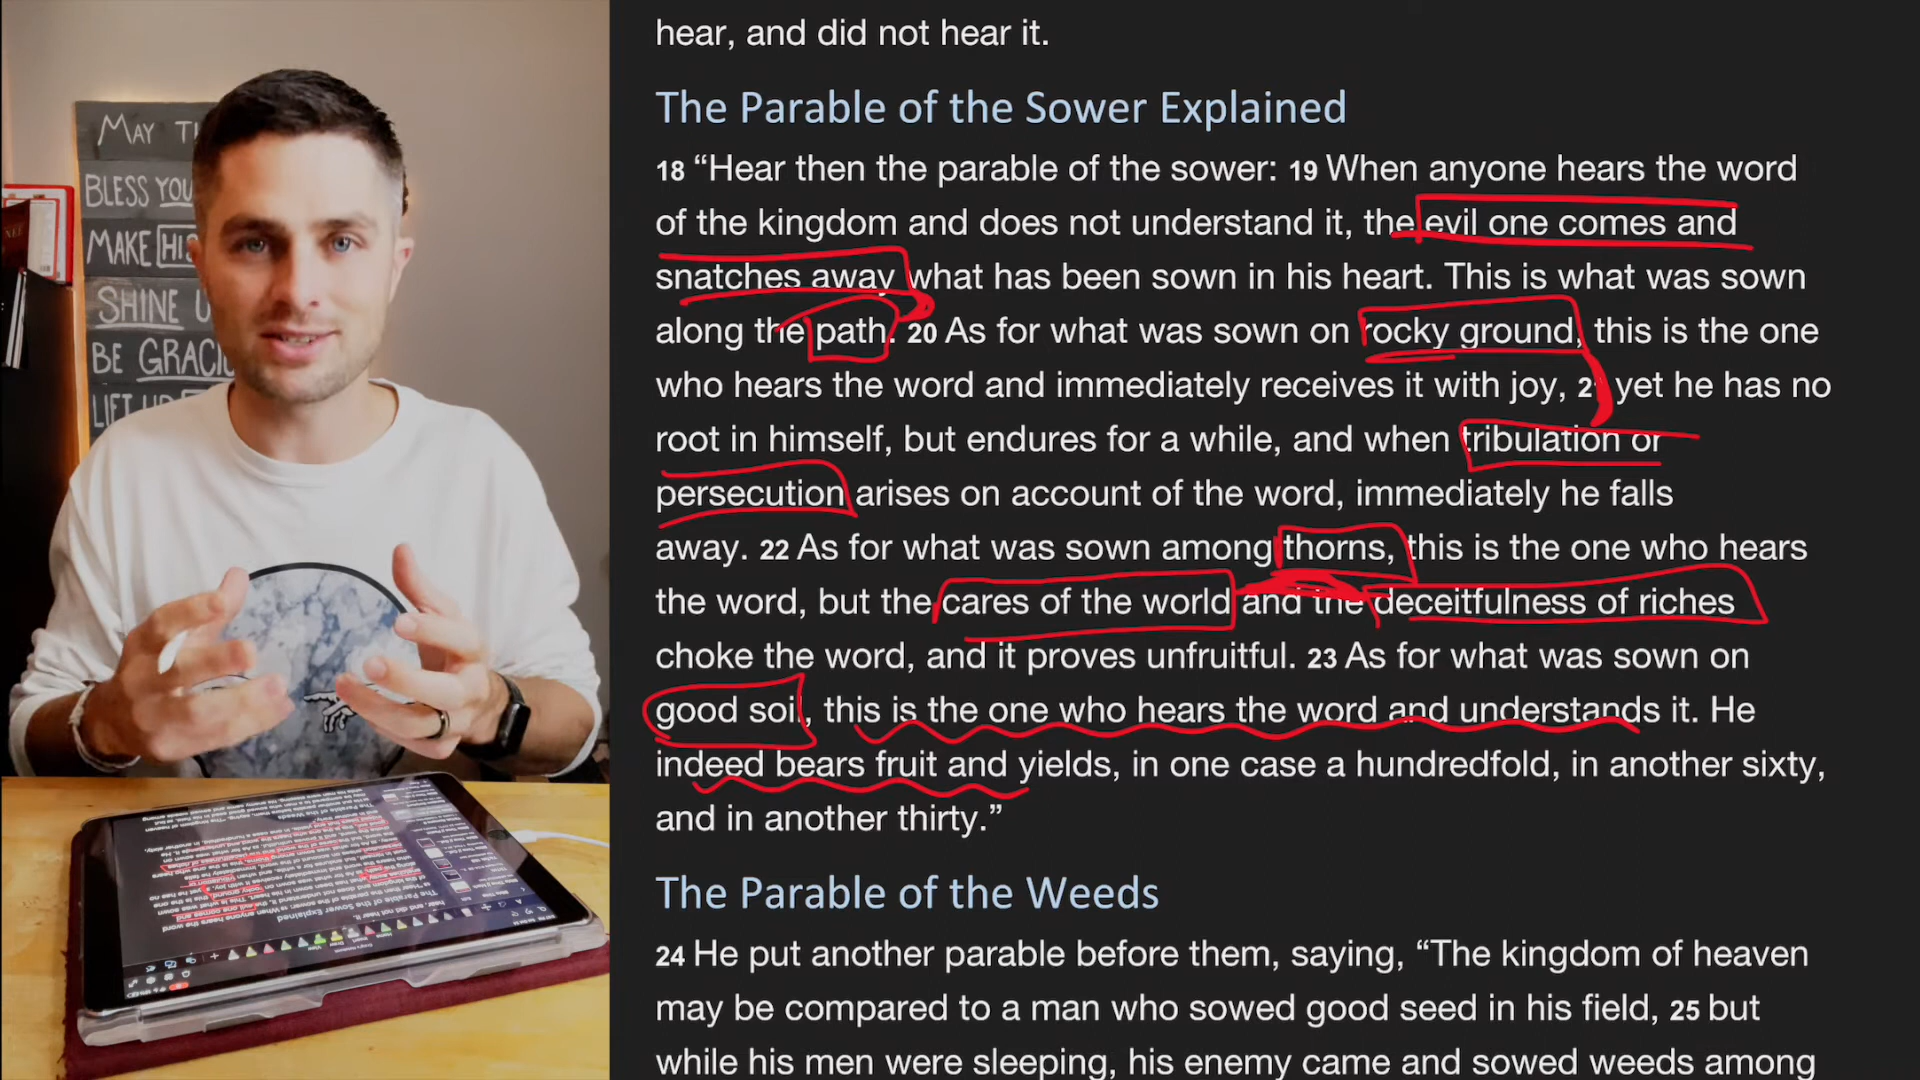 hear, and did not hear it.
The Parable of the Sower Explained
18 “Hear then the parable of the sower: 19 When anyone hears the word
of the kingdom and does not understand it, the evil one comes and
snatches away what has been sown in his heart. This is what was sown
along the path. 20 As for what was sown on rocky ground, this is the one
who hears the word and immediately receives it with joy, 2 yet he has no
root in himself, but endures for a while, and when tribulation or
persecution arises on account of the word, immediately he falls
away. 22 As for what was sown among thorns, this is the one who hears
the word, but the cares of the world and the deceitfulness of riches
choke the word, and it proves unfruitful. 23 As for what was sown on
good soil, this is the one who hears the word and understands it. He
indeed bears fruit and yields, in one case a hundredfold, in another sixty,
and in another thirty.”
The Parable of the Weeds
24 He put another parable before them, saying, “The kingdom of heaven
may be compared to a man who sowed good seed in his field, 25 but
while his men were sleeping, his enemy came and sowed weeds among
MAY
BLESS YOU
MAKE HIS
SHINE U
BE GRACI
LIFT UP